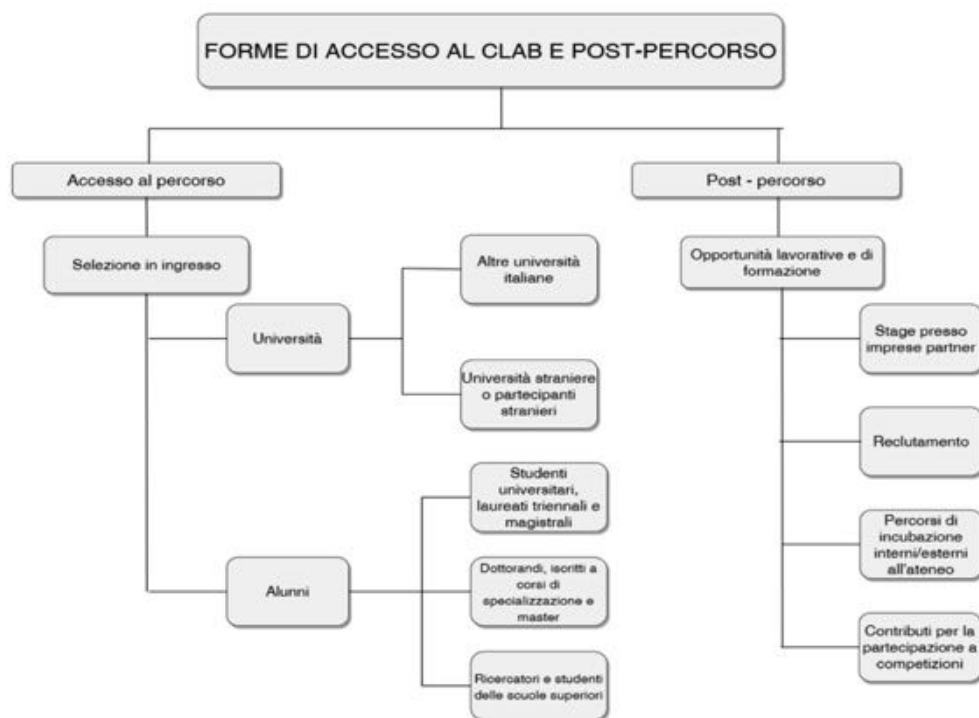 FORME DI ACCESSO AL CLAB E POST-PERCORSO
Accesso al percorso
Post - percorso
Selezione in ingresso
Altre università
italiane
Opportunità lavorative e di
formazione
Università
Stage presso
imprese partner
Università straniere
o partecipanti
stranieri
Reclutamento
Studenti
universitari,
laureati triennali e
magistrali
Percorsi di
incubazione
interni/esterni
all'ateneo
Alunni
Dottorandi, iscritti a
corsi di
specializzazione e
master
Contributi per la
partecipazione a
competizioni
Ricercatori e studenti
delle scuole superiori